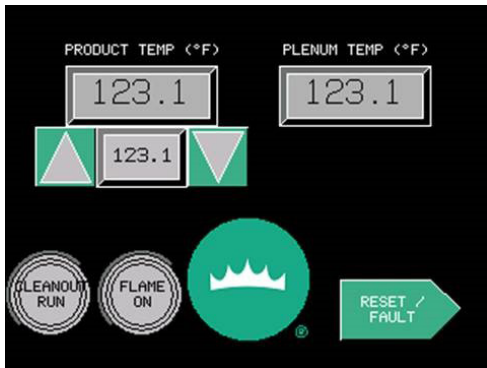 PRODUCT TEMP (°F)
PLENUM TEMP (°F)
123.1
123.1
123.1
CLEANOUT
RUN
FLAME
ON
RESET /
FAULT
®